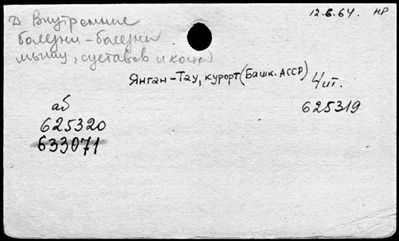 12.6.64. НР
Д Внутренние
болезни - болезни
мышц, суставов и костей
Янган-Тау, курорт (Башк. АССР)
4 шт.
аб
625319
625320
633071